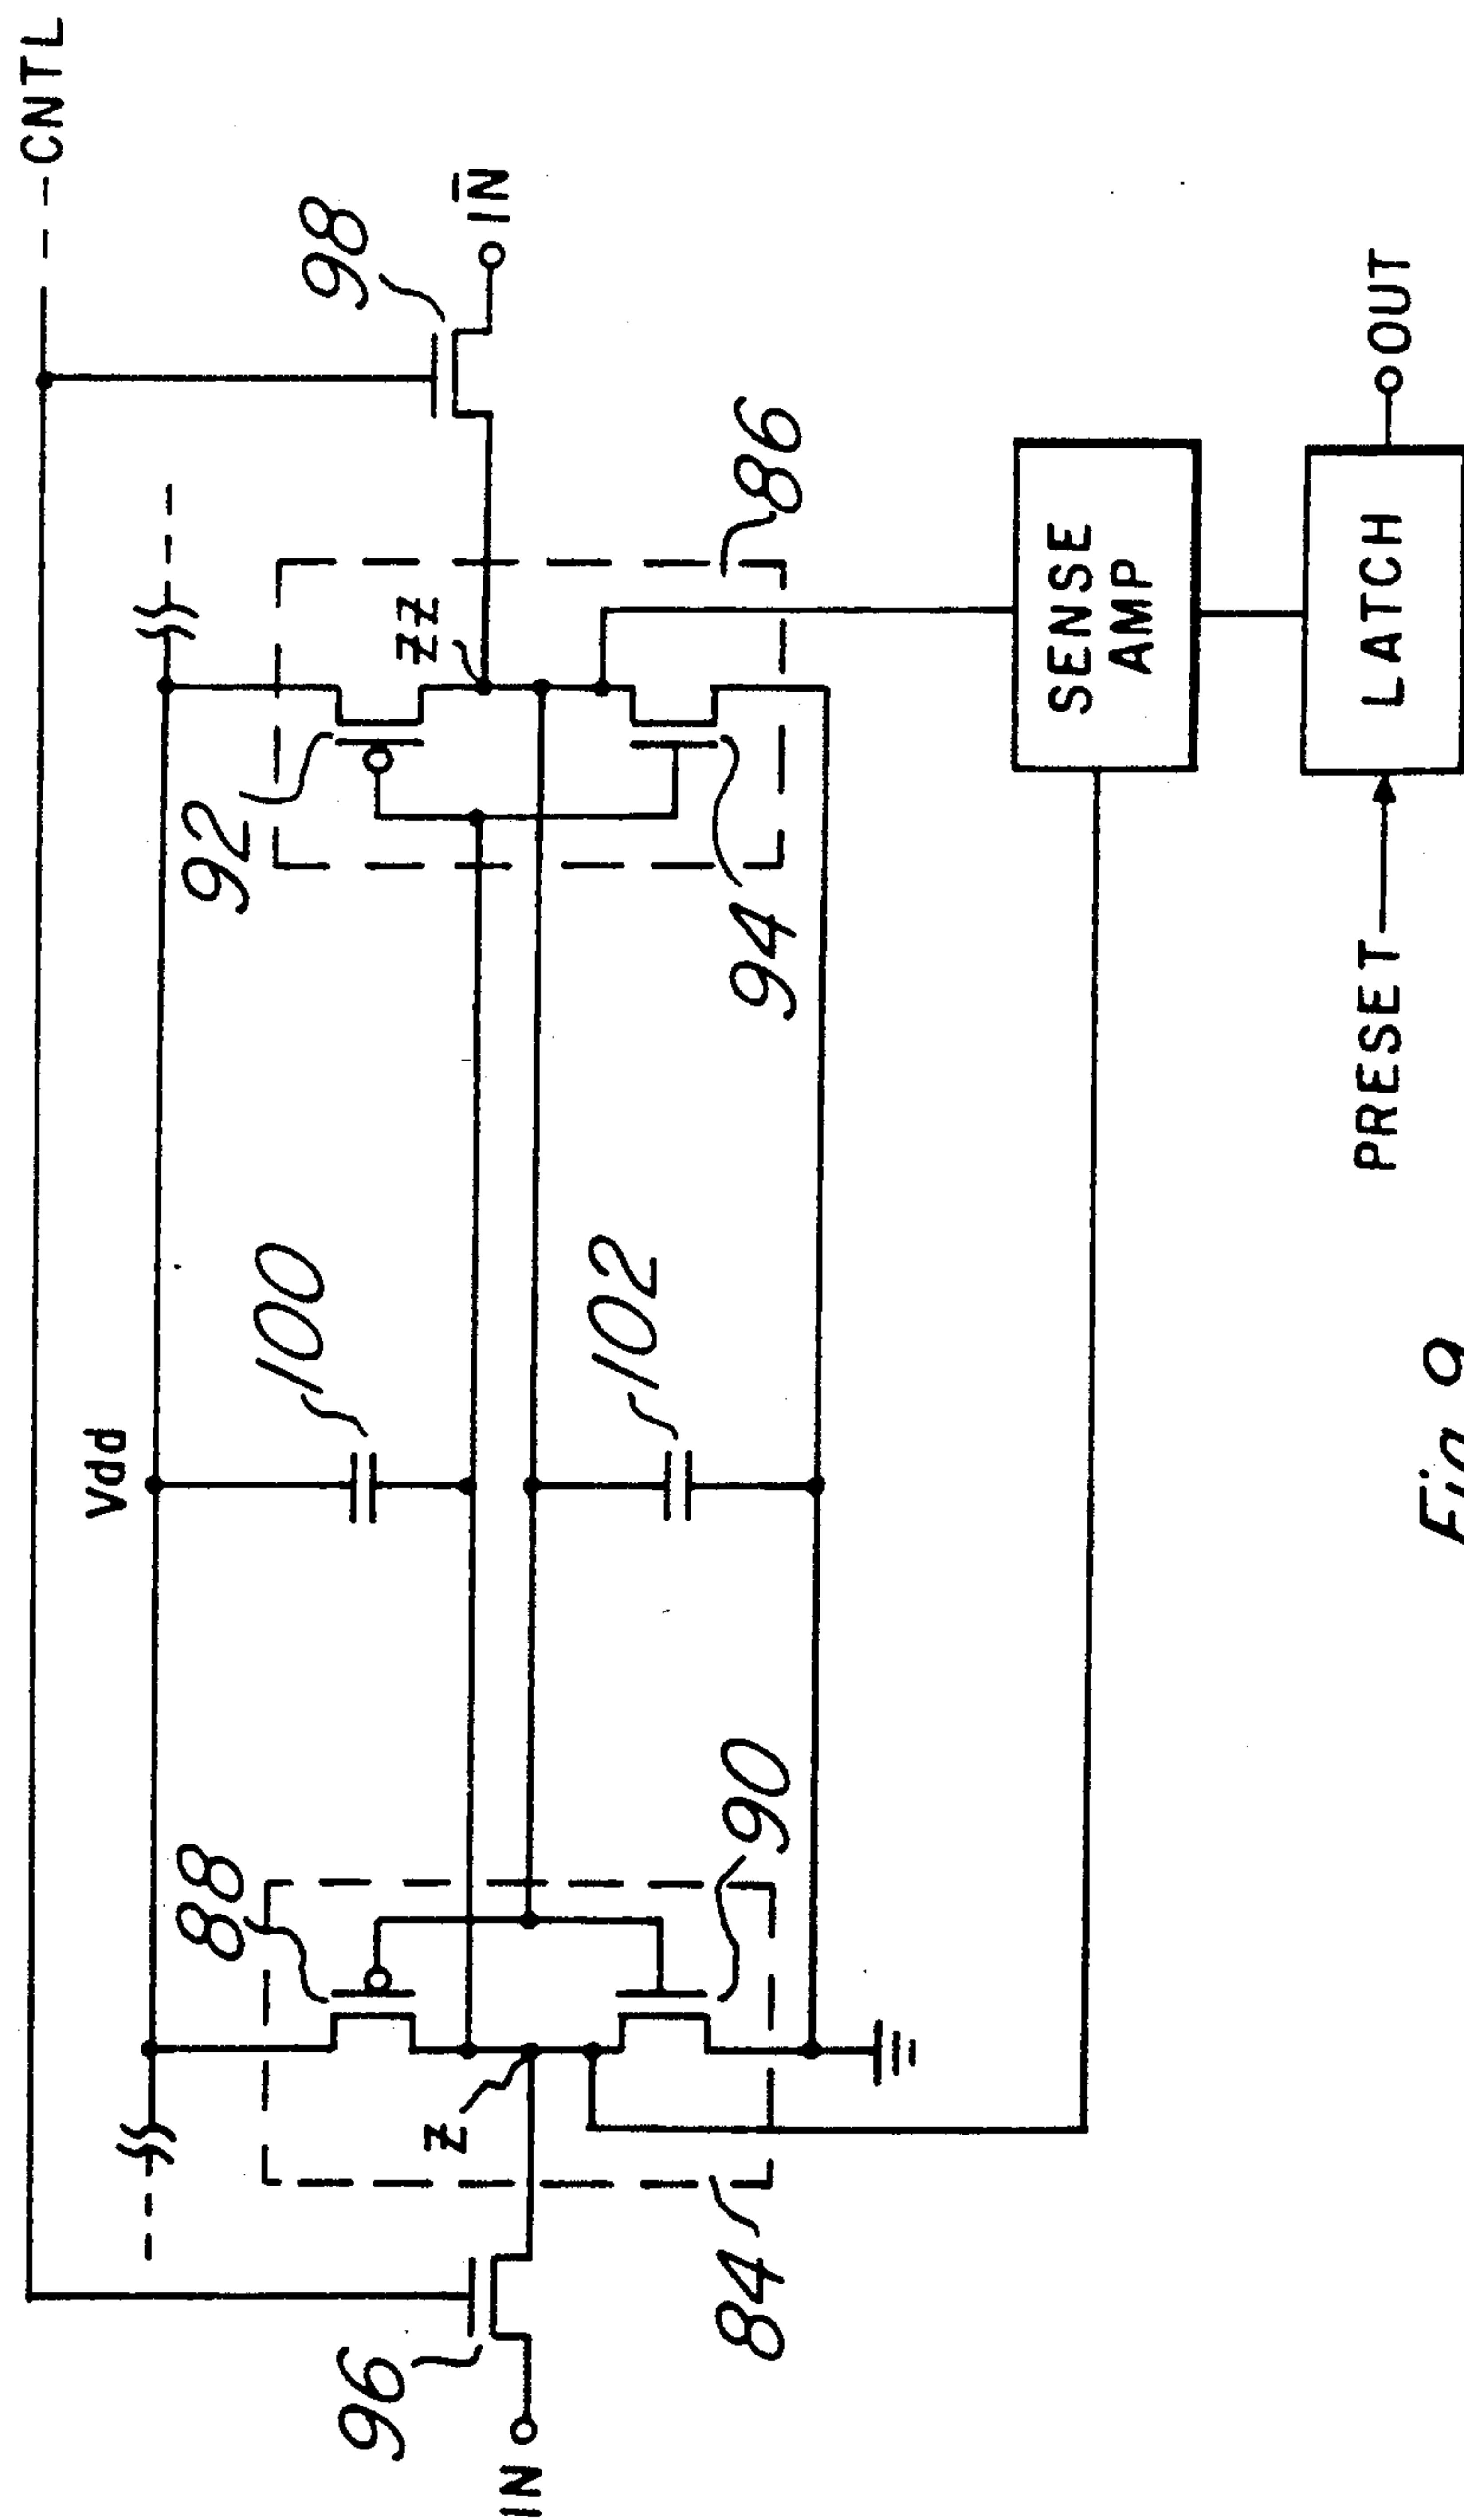 CNTL
Vdd
98
IN̅
92
100
zz
88
86
96
z
102
94
90
84
IN
SENSE
AMP
PRESET
LATCH
OUT
Fig. 9